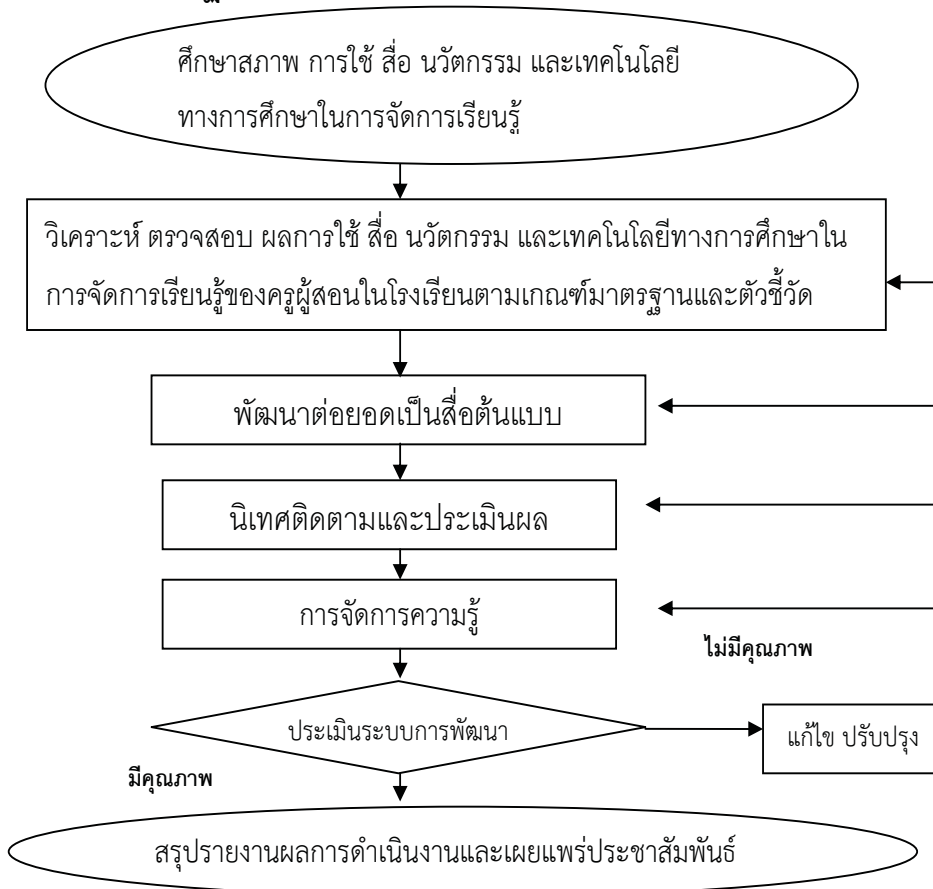 ศึกษาสภาพ การใช้ สื่อ นวัตกรรม และเทคโนโลยี
ทางการศึกษาในการจัดการเรียนรู้
วิเคราะห์ ตรวจสอบ ผลการใช้ สื่อ นวัตกรรม และเทคโนโลยีทางการศึกษาใน
การจัดการเรียนรู้ของครูผู้สอนในโรงเรียนตามเกณฑ์มาตรฐานและตัวชี้วัด
พัฒนาต่อยอดเป็นสื่อต้นแบบ
นิเทศติดตามและประเมินผล
การจัดการความรู้
ไม่มีคุณภาพ
ประเมินระบบการพัฒนา
แก้ไข ปรับปรุง
มีคุณภาพ
สรุปรายงานผลการดำเนินงานและเผยแพร่ประชาสัมพันธ์